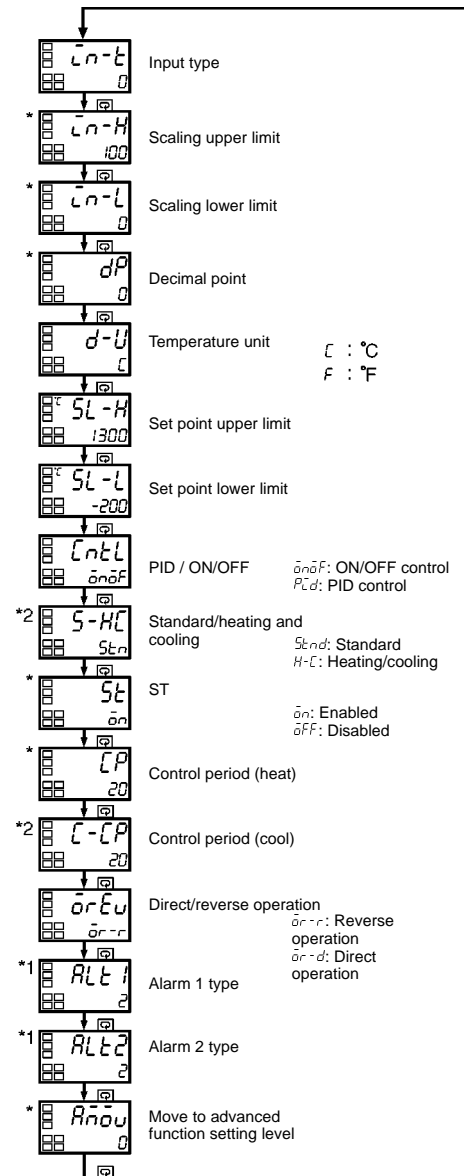 in-t
0
Input type
* in-H
100
Scaling upper limit
* in-L
0
Scaling lower limit
* dP
0
Decimal point
d-U
C
Temperature unit
C : °C
F : °F
℃ SL-H
1300
Set point upper limit
℃ SL-L
-200
Set point lower limit
CntL
onoF
PID / ON/OFF
onoF: ON/OFF control
Pid: PID control
*2 S-HC
Stn
Standard/heating and
cooling
Stnd: Standard
H-C: Heating/cooling
* St
on
ST
on: Enabled
oFF: Disabled
* CP
20
Control period (heat)
*2 C-CP
20
Control period (cool)
orEv
or-r
Direct/reverse operation
or-r: Reverse
operation
or-d: Direct
operation
*1 ALt1
2
Alarm 1 type
*1 ALt2
2
Alarm 2 type
* Amov
0
Move to advanced
function setting level